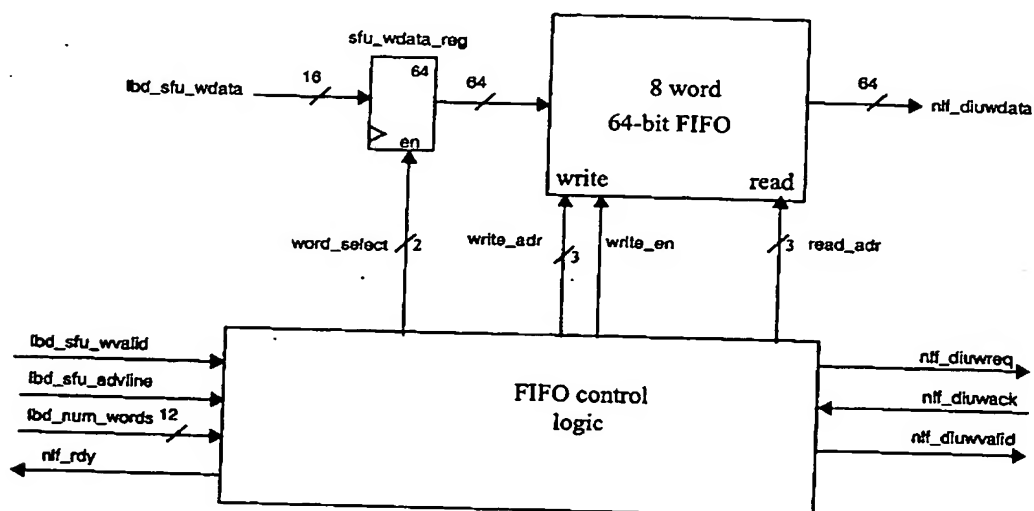 sfu_wdata_reg
lbd_sfu_wdata
16
64
en
64
8 word
64-bit FIFO
write
read
64
nlf_diuwdata
word_select
2
write_adr
3
write_en
3
read_adr
lbd_sfu_wvalid
lbd_sfu_advline
lbd_num_words
12
nlf_rdy
FIFO control
logic
nlf_diuwreq
nlf_diuwack
nlf_diuwvalid